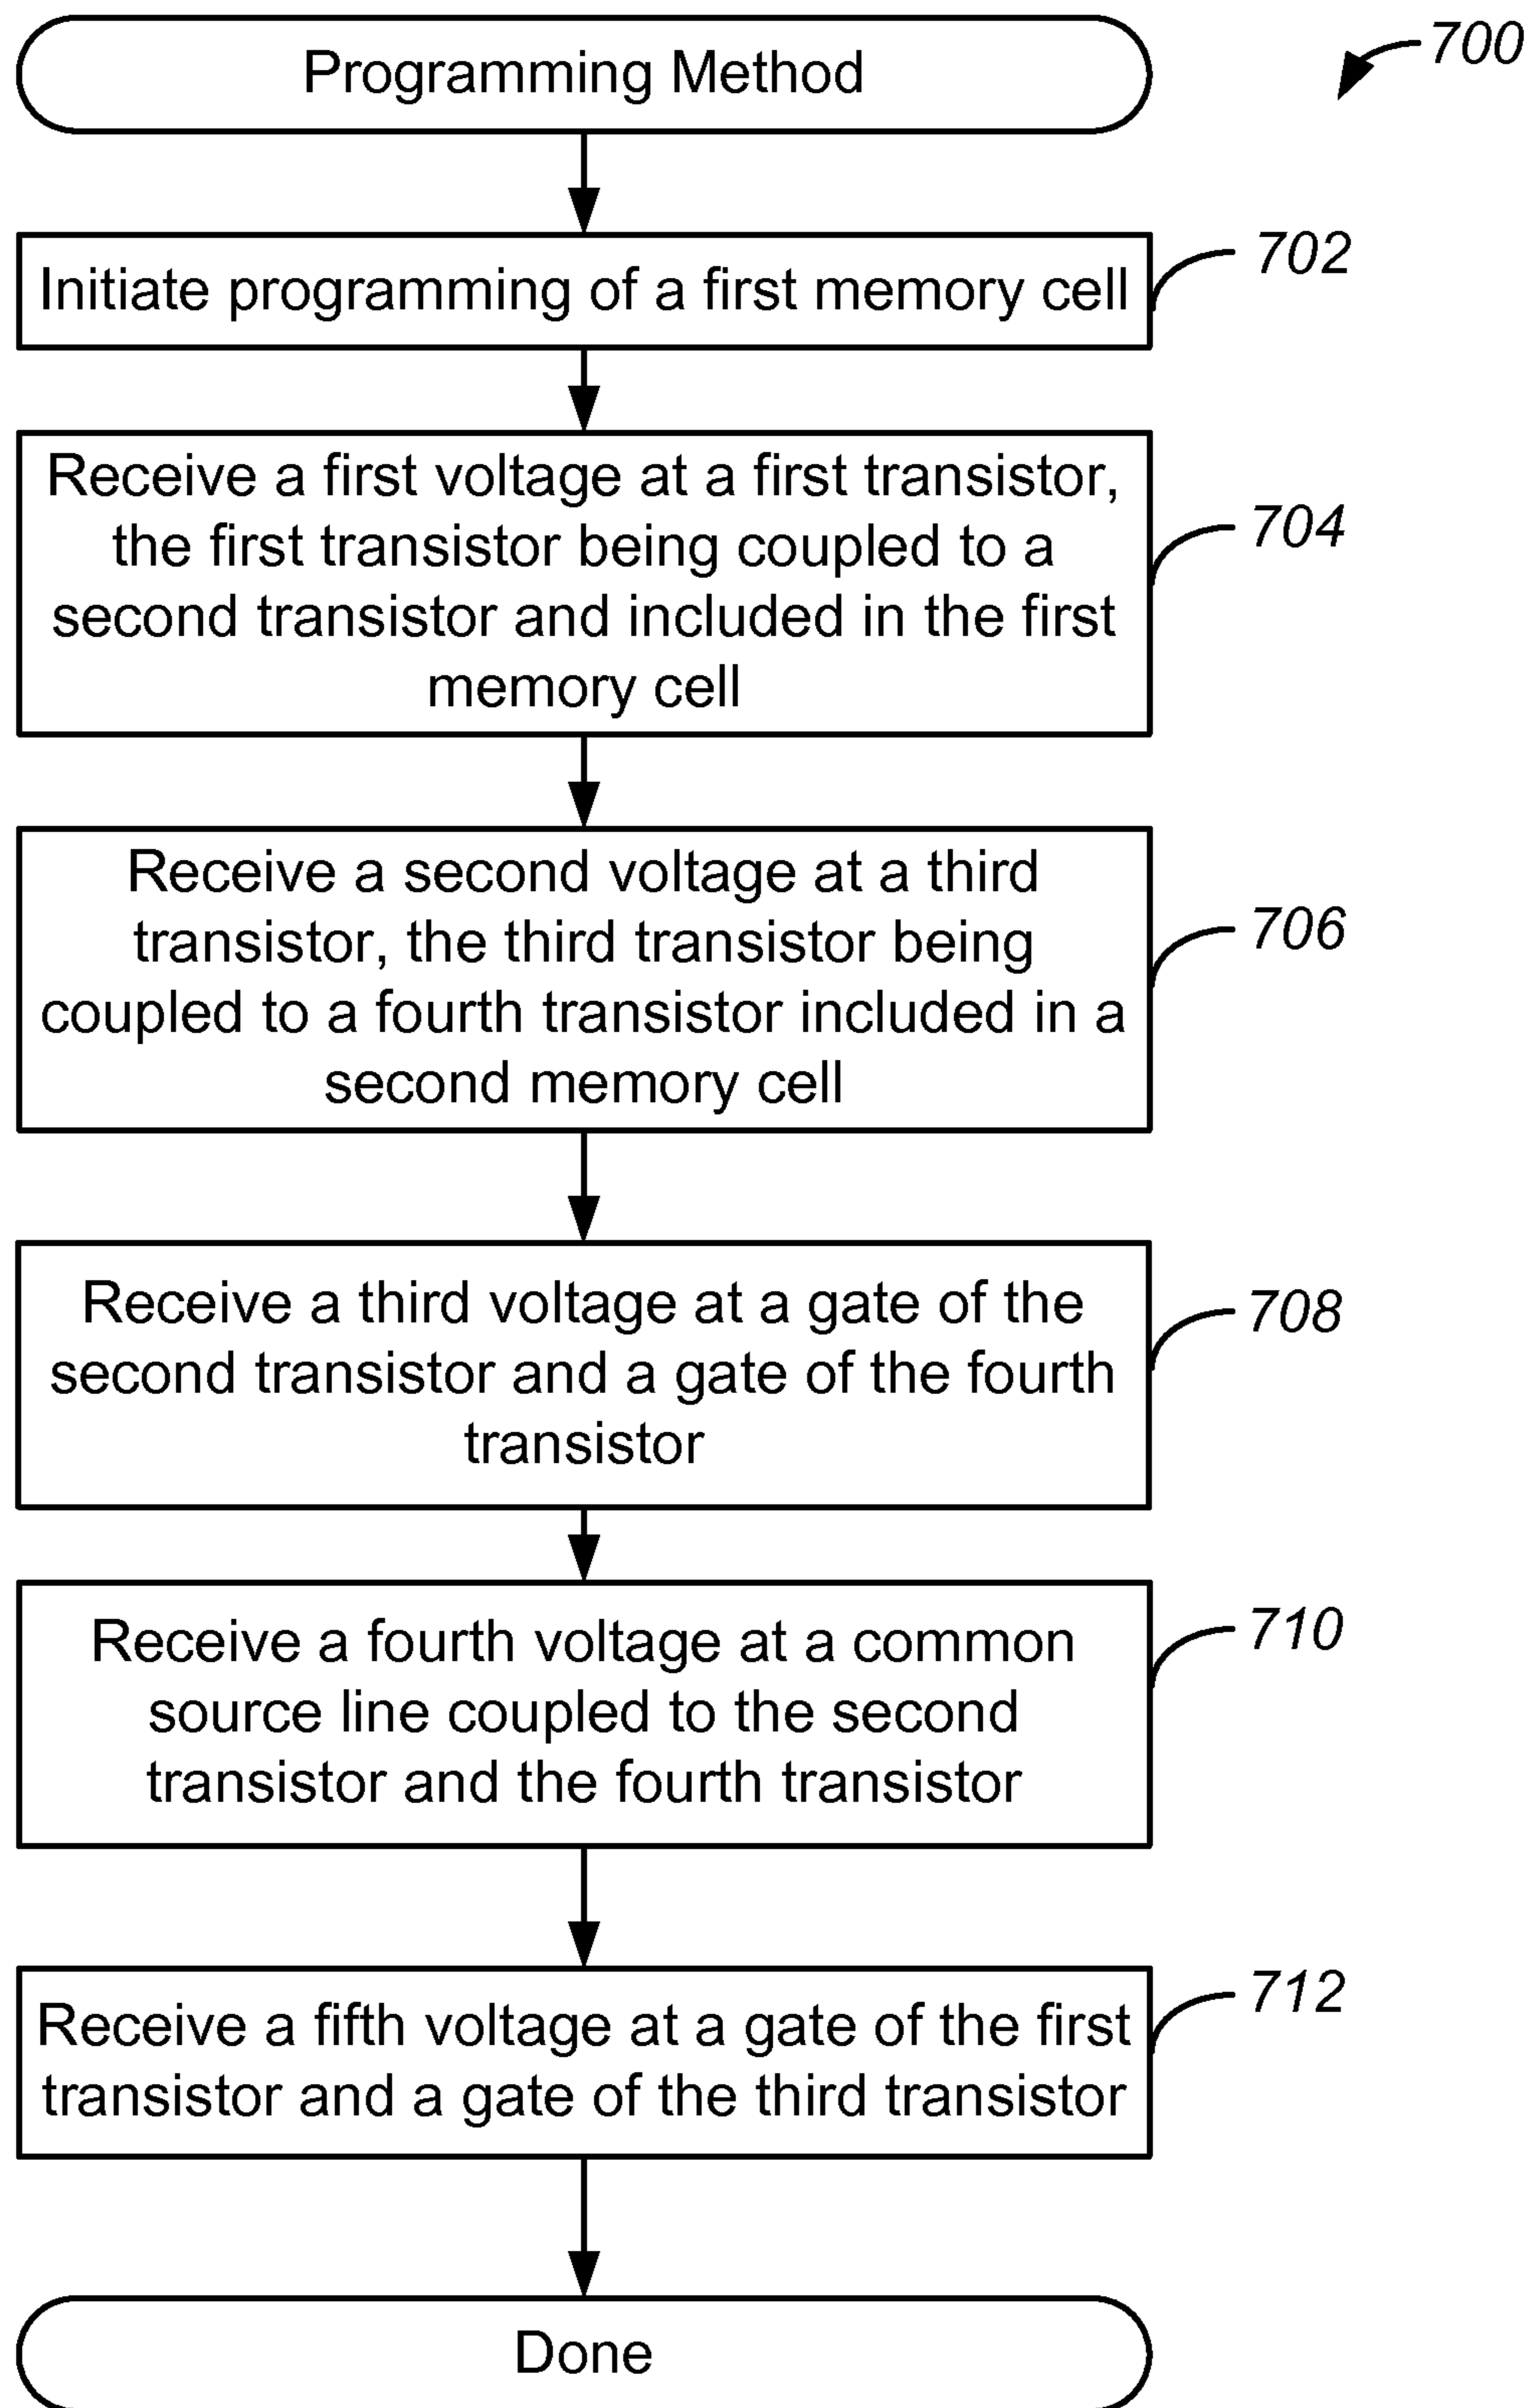 Programming Method
700
Initiate programming of a first memory cell
702
Receive a first voltage at a first transistor,
the first transistor being coupled to a
second transistor and included in the first
memory cell
704
Receive a second voltage at a third
transistor, the third transistor being
coupled to a fourth transistor included in a
second memory cell
706
Receive a third voltage at a gate of the
second transistor and a gate of the fourth
transistor
708
Receive a fourth voltage at a common
source line coupled to the second
transistor and the fourth transistor
710
Receive a fifth voltage at a gate of the first
transistor and a gate of the third transistor
712
Done